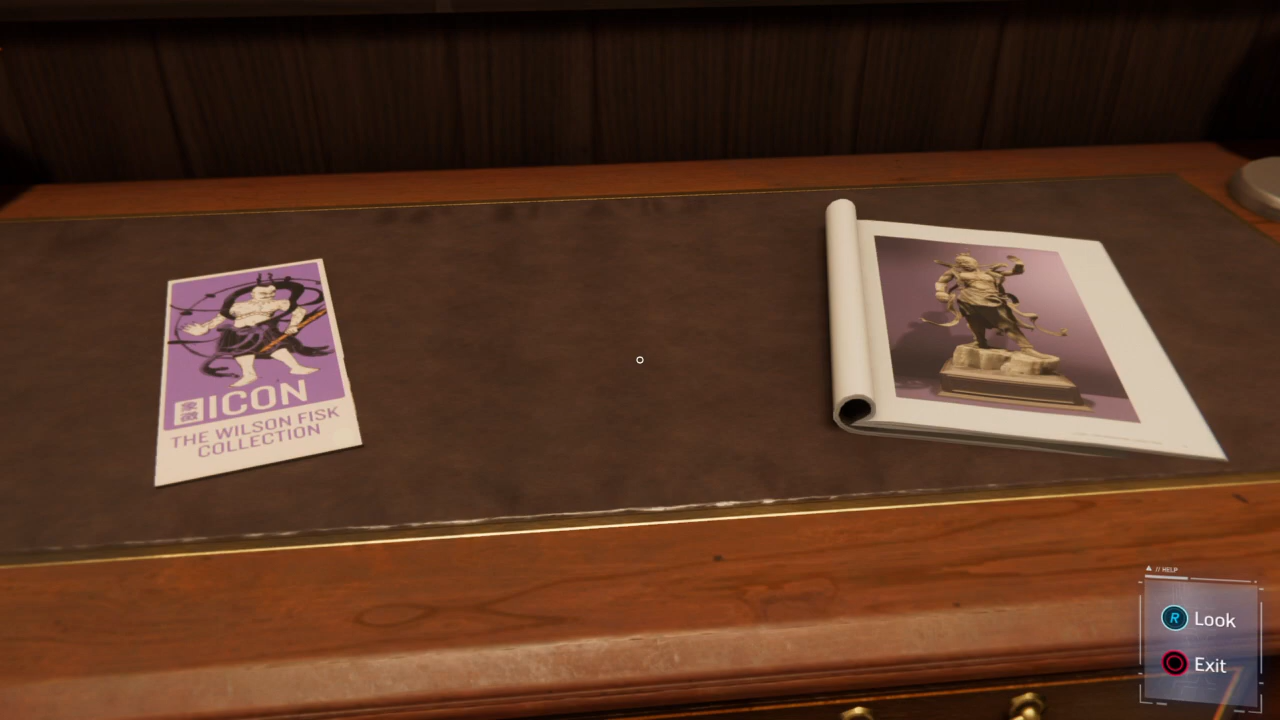 ICON
THE WILSON FISK
COLLECTION
// HELP
R Look
Exit